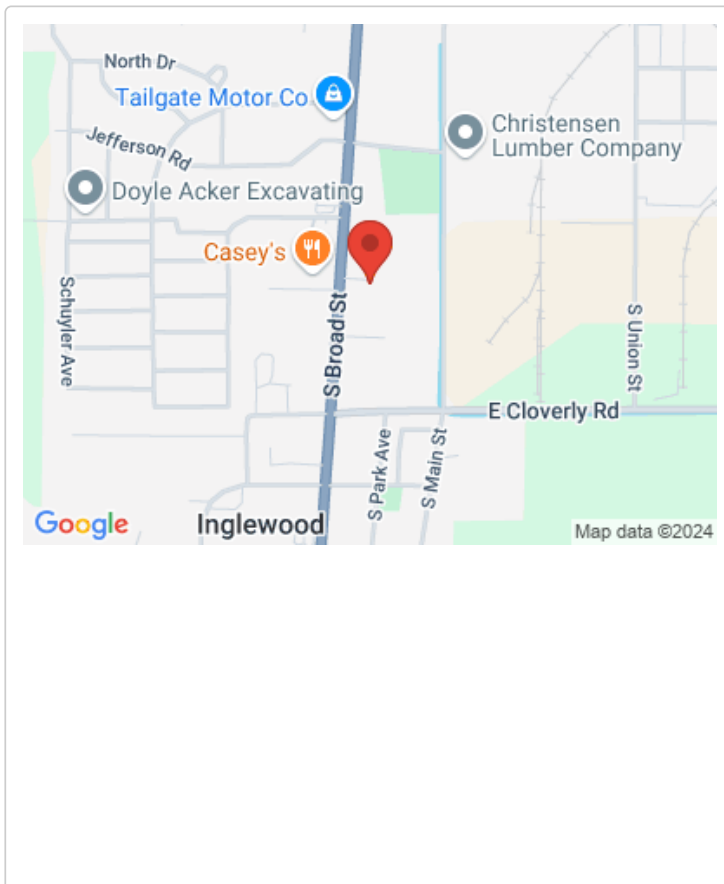 North Dr
Tailgate Motor Co
Christensen
Lumber Company
Jefferson Rd
Doyle Acker Excavating
Casey's
Schuyler Ave
S Broad St
S Union St
E Cloverly Rd
S Park Ave
S Main St
Inglewood
Google
Map data ©2024